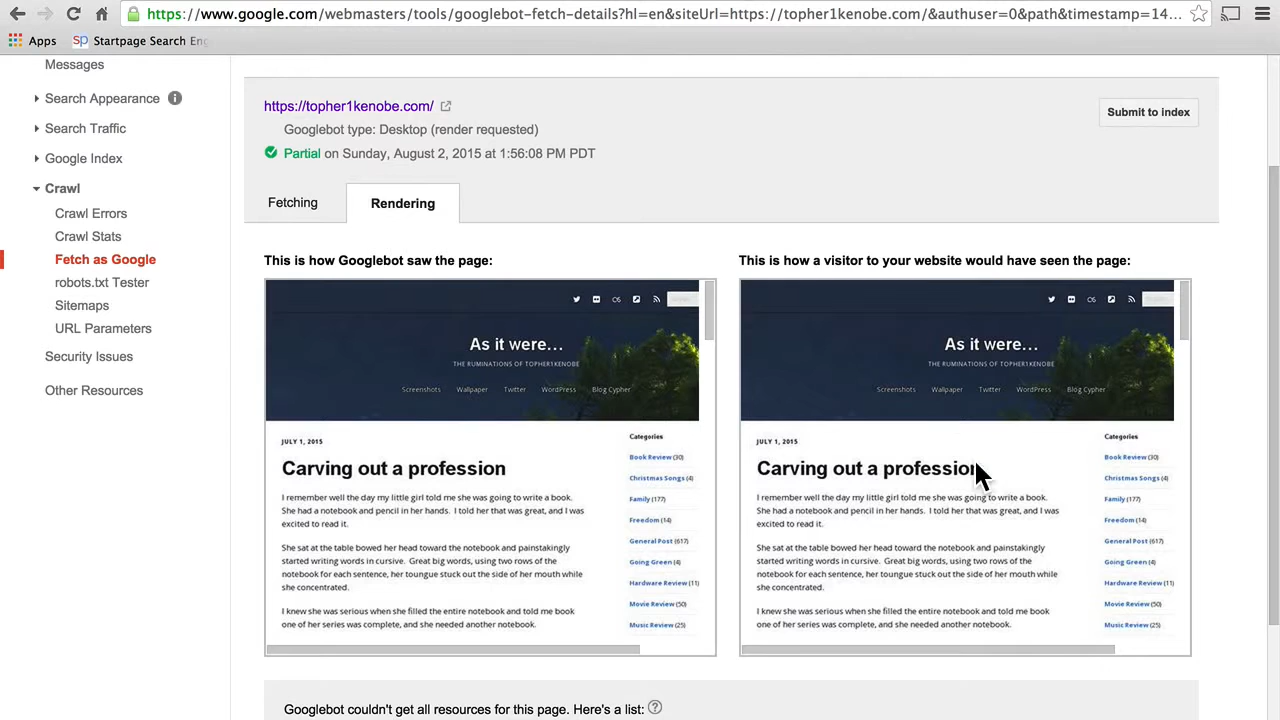 https://www.google.com/webmasters/tools/googlebot-fetch-details?hl=en&siteUrl=https://topher1kenobe.com/&authuser=0&path&timestamp=14...
Apps
SP Startpage Search Eng
Messages
Search Appearance
Search Traffic
Google Index
Crawl
Crawl Errors
Crawl Stats
Fetch as Google
robots.txt Tester
Sitemaps
URL Parameters
Security Issues
Other Resources
https://topher1kenobe.com/
Submit to index
Googlebot type: Desktop (render requested)
Partial on Sunday, August 2, 2015 at 1:56:08 PM PDT
Fetching
Rendering
This is how Googlebot saw the page:
As it were...
THE RUMINATIONS OF TOPHER1KENOBE
Screenshots Wallpaper Twitter WordPress Blog Cypher
JULY 1, 2015
Carving out a profession
I remember well the day my little girl told me she was going to write a book.
She had a notebook and pencil in her hands. I told her that was great, and I was
excited to read it.
She sat at the table bowed her head toward the notebook and painstakingly
started writing words in cursive. Great big words, using two rows of the
notebook for each sentence, her toungue stuck out the side of her mouth while
she concentrated.
I knew she was serious when she filled the entire notebook and told me book
one of her series was complete, and she needed another notebook.
Categories
Book Review (30)
Christmas Songs (4)
Family (177)
Freedom (14)
General Post (617)
Going Green (4)
Hardware Review (11)
Movie Review (50)
Music Review (25)
This is how a visitor to your website would have seen the page:
As it were...
THE RUMINATIONS OF TOPHER1KENOBE
Screenshots Wallpaper Twitter WordPress Blog Cypher
JULY 1, 2015
Carving out a profession
I remember well the day my little girl told me she was going to write a book.
She had a notebook and pencil in her hands. I told her that was great, and I was
excited to read it.
She sat at the table bowed her head toward the notebook and painstakingly
started writing words in cursive. Great big words, using two rows of the
notebook for each sentence, her toungue stuck out the side of her mouth while
she concentrated.
I knew she was serious when she filled the entire notebook and told me book
one of her series was complete, and she needed another notebook.
Categories
Book Review (30)
Christmas Songs (4)
Family (177)
Freedom (14)
General Post (617)
Going Green (4)
Hardware Review (11)
Movie Review (50)
Music Review (25)
Googlebot couldn't get all resources for this page. Here's a list: